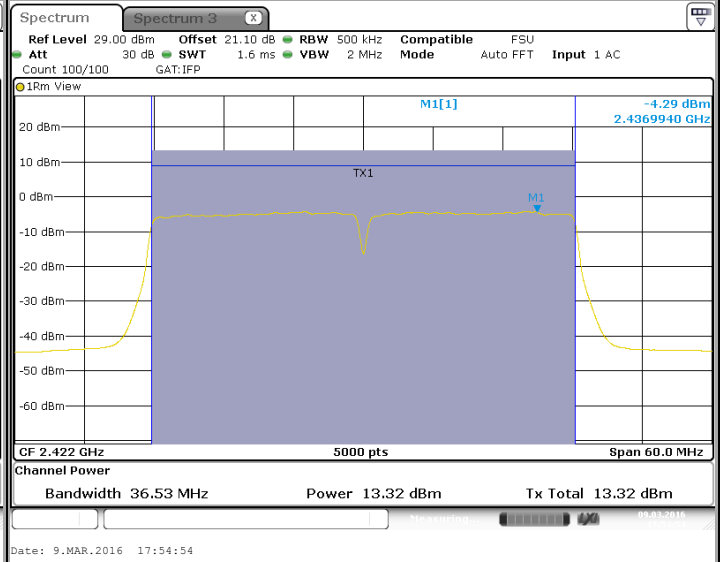 Spectrum Spectrum 3 X
Ref Level 29.00 dBm Offset 21.10 dB RBW 500 kHz Compatible FSU
Att 30 dB SWT 1.6 ms VBW 2 MHz Mode Auto FFT Input 1 AC
Count 100/100 GAT:IFP
1Rm View
M1[1] -4.29 dBm
2.4369940 GHz
20 dBm
10 dBm
TX1
0 dBm
M1
-10 dBm
-20 dBm
-30 dBm
-40 dBm
-50 dBm
-60 dBm
CF 2.422 GHz 5000 pts Span 60.0 MHz
Channel Power
Bandwidth 36.53 MHz Power 13.32 dBm Tx Total 13.32 dBm
Measuring... 09.03.2016
Date: 9.MAR.2016 17:54:54